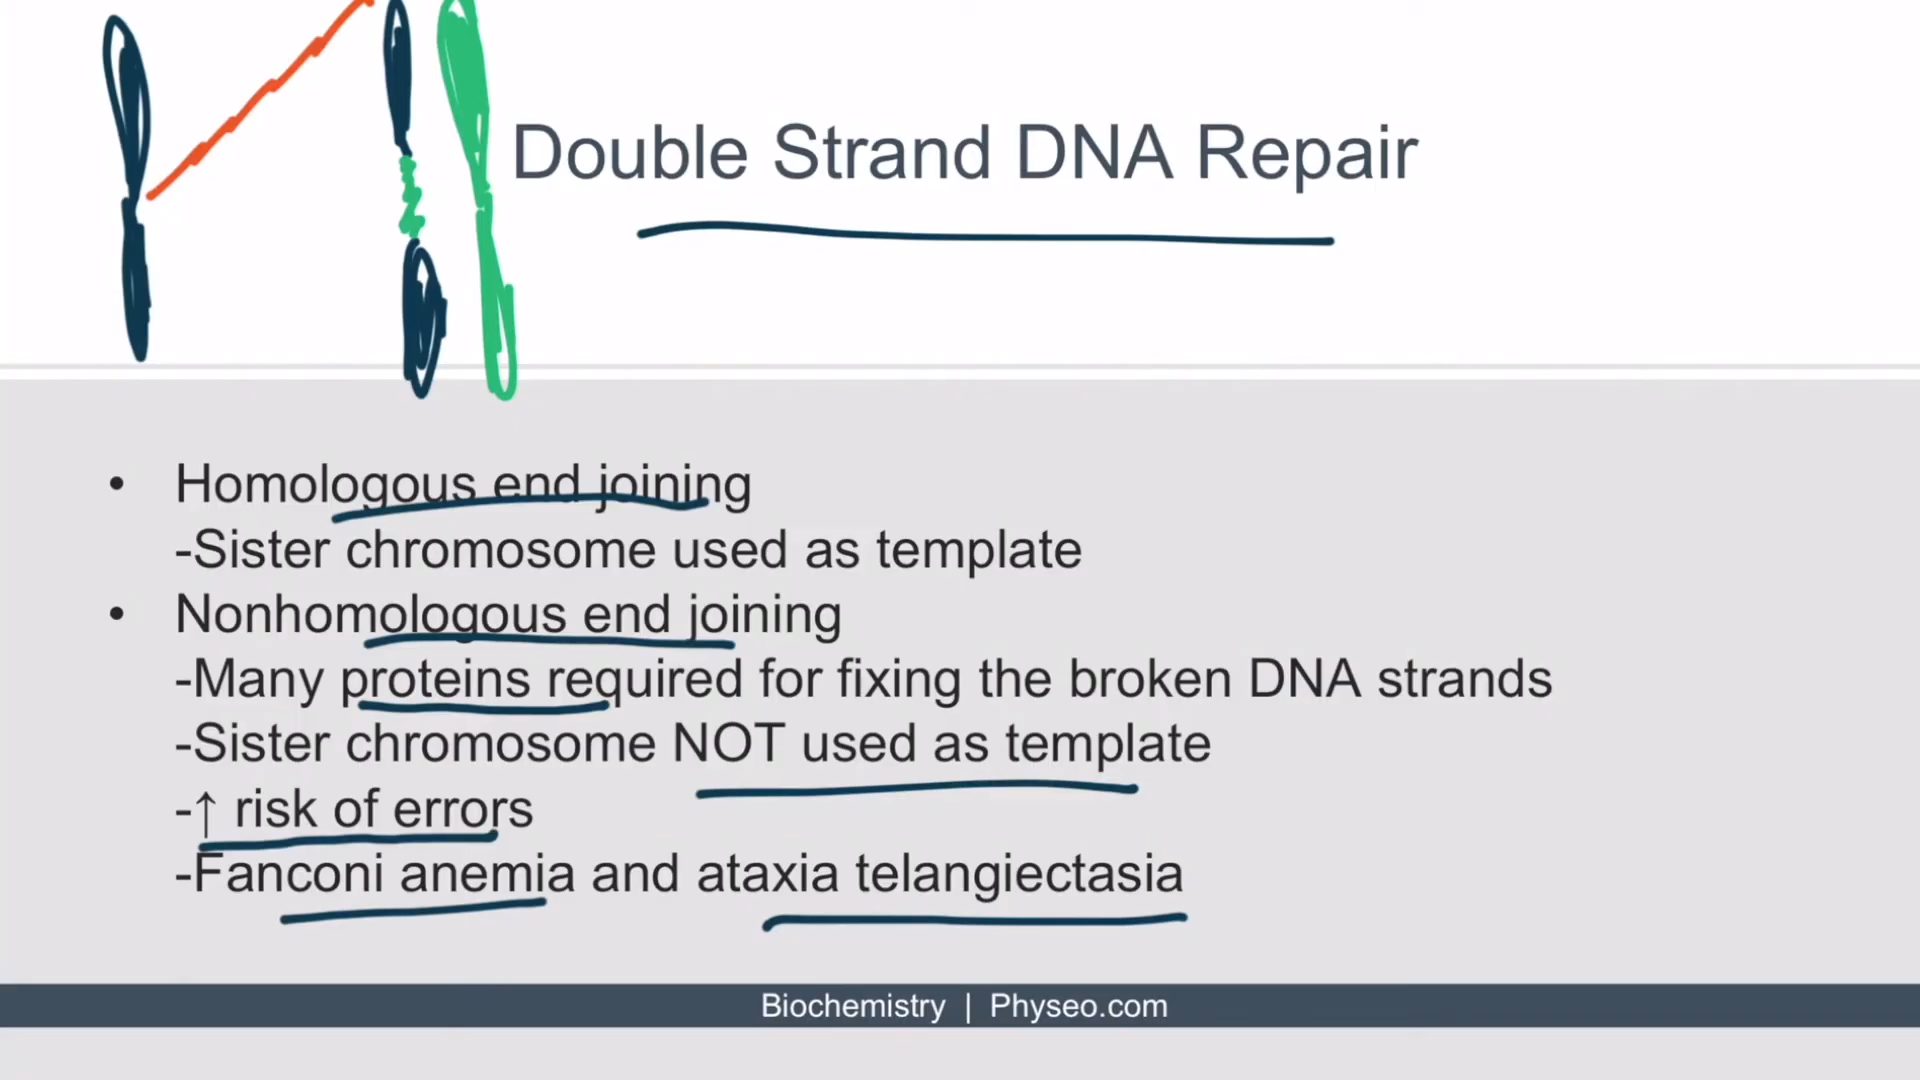 Double Strand DNA Repair
• Homologous end joining
-Sister chromosome used as template
• Nonhomologous end joining
-Many proteins required for fixing the broken DNA strands
-Sister chromosome NOT used as template
-↑ risk of errors
-Fanconi anemia and ataxia telangiectasia
Biochemistry | Physeo.com